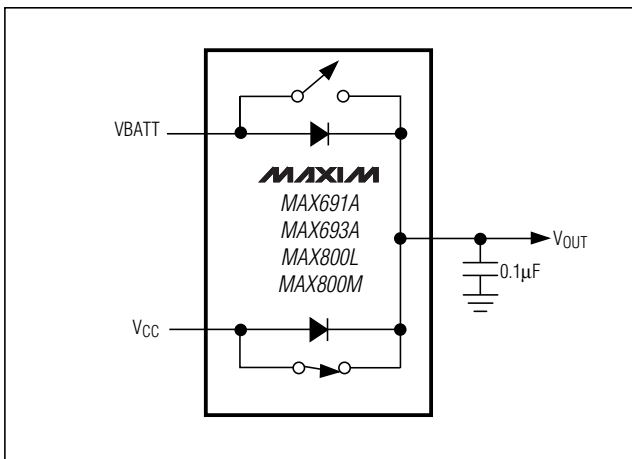 VBATT
MAXIM
MAX691A
MAX693A
MAX800L
MAX800M
VOUT
0.1µF
VCC